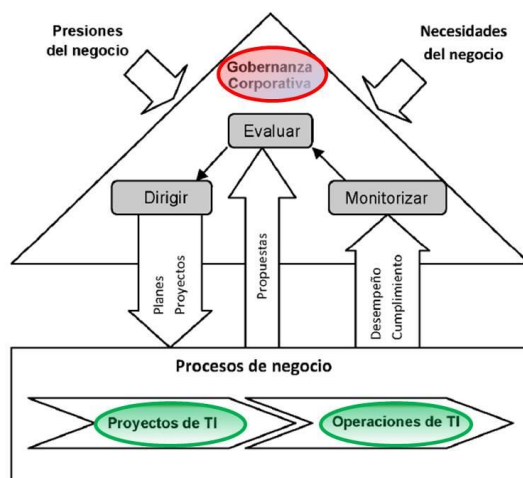 Presiones
del negocio
Necesidades
del negocio
Gobernanza
Corporativa
Evaluar
Dirigir
Monitorizar
Planes
Proyectos
Propuestas
Desempeño
Cumplimiento
Procesos de negocio
Proyectos de TI
Operaciones de TI